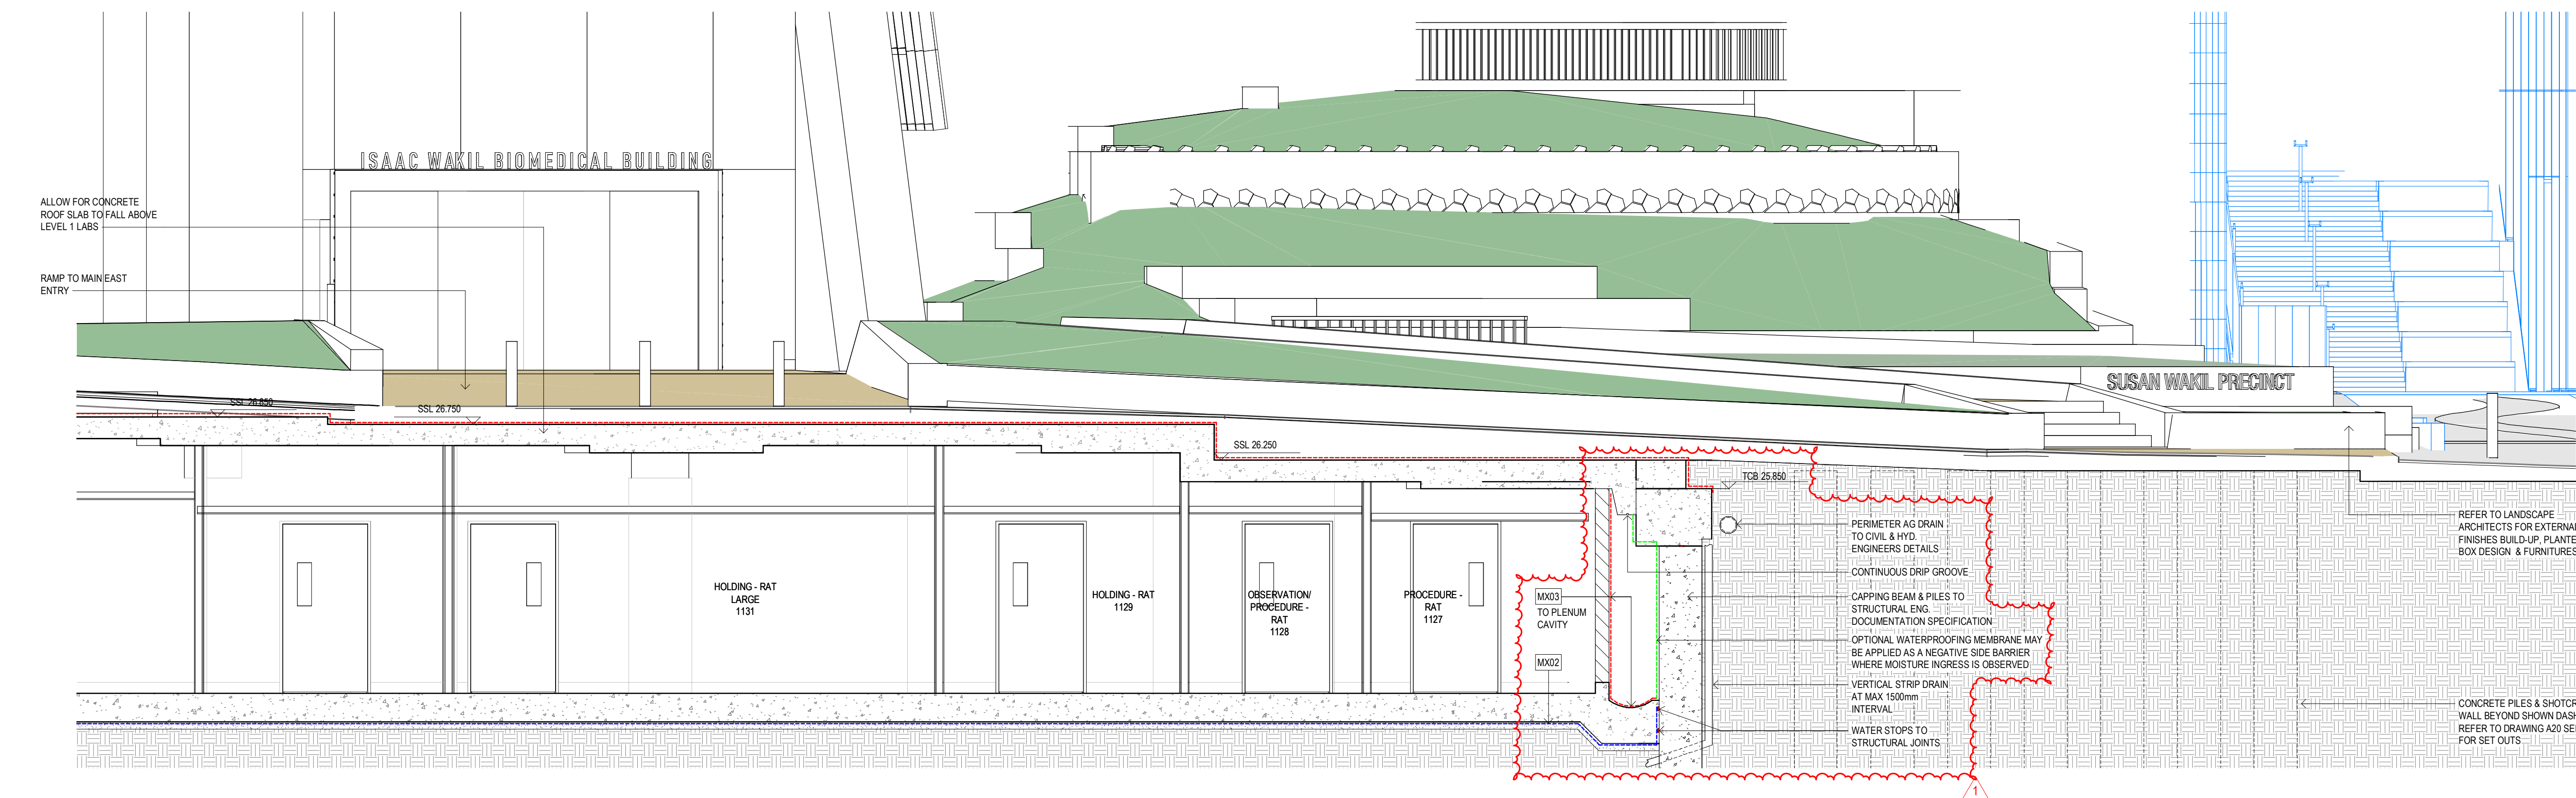 ISAAC WAKIL BIOMEDICAL BUILDING
ALLOW FOR CONCRETE
ROOF SLAB TO FALL ABOVE
LEVEL 1 LABS
RAMP TO MAIN EAST
ENTRY
SUSAN WAKIL PRECINCT
SSL 26.850
SSL 26.750
SSL 26.250
TCB 25.850
HOLDING - RAT
LARGE
1131
HOLDING - RAT
1129
OBSERVATION/
PROCEDURE -
RAT
1128
PROCEDURE -
RAT
1127
MX03
TO PLENUM
CAVITY
MX02
PERIMETER AG DRAIN
TO CIVIL & HYD.
ENGINEERS DETAILS
CONTINUOUS DRIP GROOVE
CAPPING BEAM & PILES TO
STRUCTURAL ENG.
DOCUMENTATION SPECIFICATION
OPTIONAL WATERPROOFING MEMBRANE MAY
BE APPLIED AS A NEGATIVE SIDE BARRIER
WHERE MOISTURE INGRESS IS OBSERVED
VERTICAL STRIP DRAIN
AT MAX 1500mm
INTERVAL
WATER STOPS TO
STRUCTURAL JOINTS
1
REFER TO LANDSCAPE
ARCHITECTS FOR EXTERNA
FINISHES BUILD-UP, PLANTE
BOX DESIGN & FURNITURES
CONCRETE PILES & SHOTCR
WALL BEYOND SHOWN DASH
REFER TO DRAWING A20 SE
FOR SET OUTS